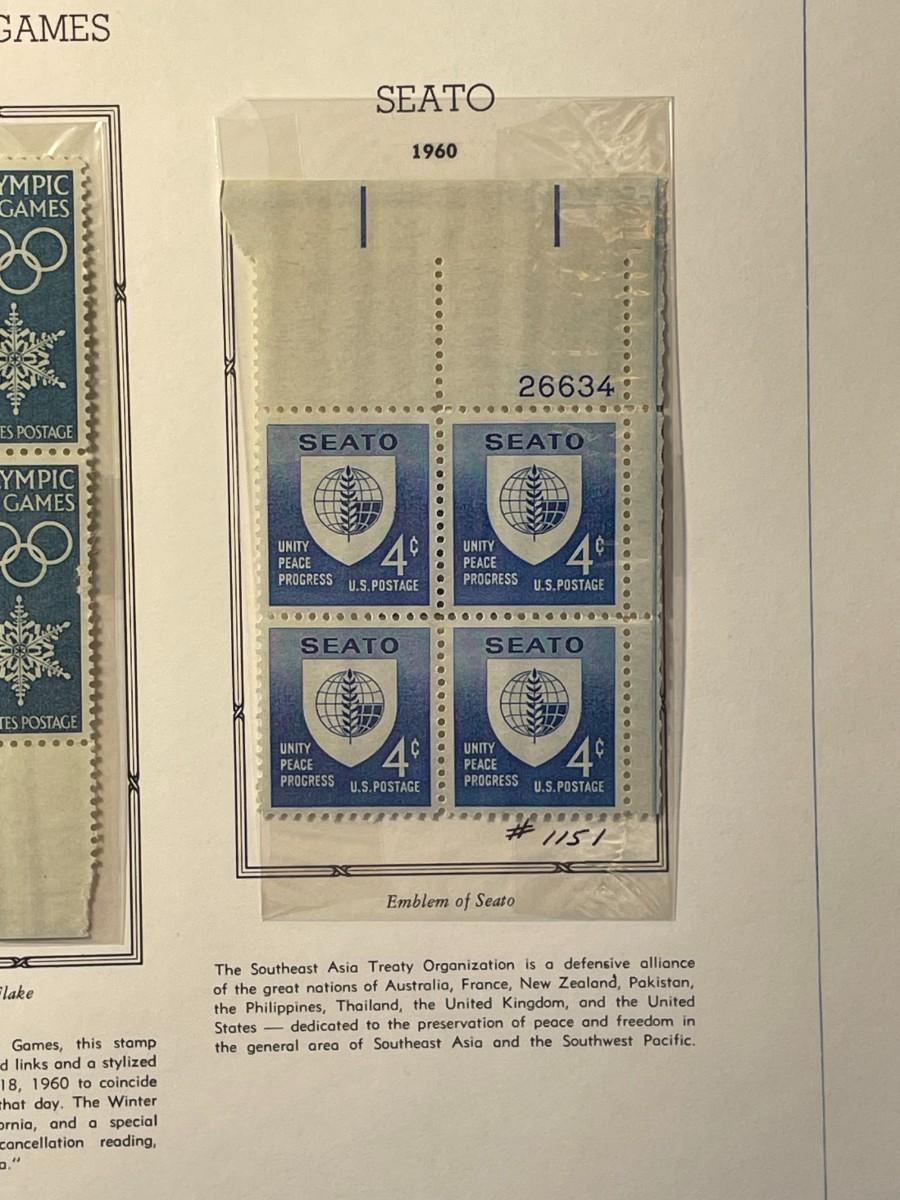 GAMES
YMPIC
GAMES
ES POSTAGE
YMPIC
GAMES
TES POSTAGE
lake
Games, this stamp
d links and a stylized
18, 1960 to coincide
that day. The Winter
ornia, and a special
cancellation reading,
a."
SEATO
1960
26634
SEATO
UNITY
PEACE
PROGRESS
4¢
U.S. POSTAGE
SEATO
UNITY
PEACE
PROGRESS
4¢
U.S. POSTAGE
SEATO
UNITY
PEACE
PROGRESS
4¢
U.S. POSTAGE
SEATO
UNITY
PEACE
PROGRESS
4¢
U.S. POSTAGE
# 1151
Emblem of Seato
The Southeast Asia Treaty Organization is a defensive alliance
of the great nations of Australia, France, New Zealand, Pakistan,
the Philippines, Thailand, the United Kingdom, and the United
States — dedicated to the preservation of peace and freedom in
the general area of Southeast Asia and the Southwest Pacific.